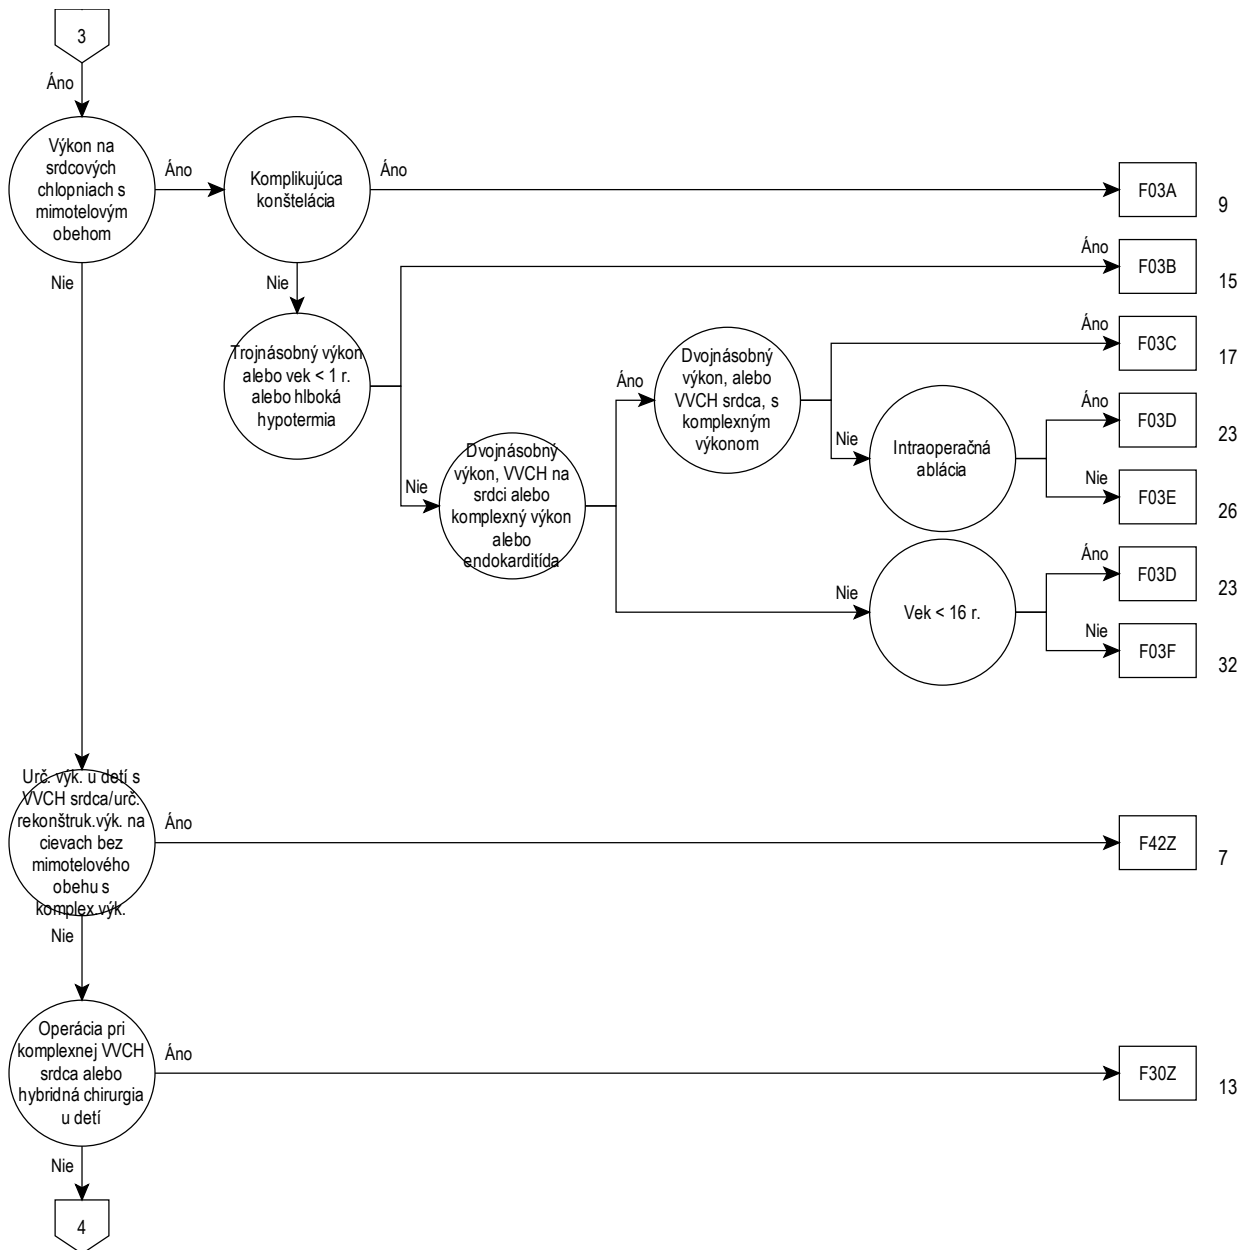 3
Áno
Výkon na
srdcových
chlopniach s
mimotelovým
obehom
Áno
Komplikujúca
konštelácia
Áno
F03A
9
Nie
Nie
Áno
F03B
15
Trojnásobný výkon
alebo vek < 1 r.
alebo hlboká
hypotermia
Dvojnásobný
výkon, alebo
VVCH srdca, s
komplexným
výkonom
Áno
Áno
F03C
17
Nie
Dvojnásobný
výkon, VVCH na
srdci alebo
komplexný výkon
alebo
endokarditída
Nie
Intraoperačná
ablácia
Áno
F03D
23
Nie
F03E
26
Nie
Vek < 16 r.
Áno
F03D
23
Nie
F03F
32
Urč. výk. u detí s
VVCH srdca/urč.
rekonštruk.výk. na
cievach bez
mimotelového
obehu s
komplex.výk.
Áno
F42Z
7
Nie
Operácia pri
komplexnej VVCH
srdca alebo
hybridná chirurgia
u detí
Áno
F30Z
13
Nie
4